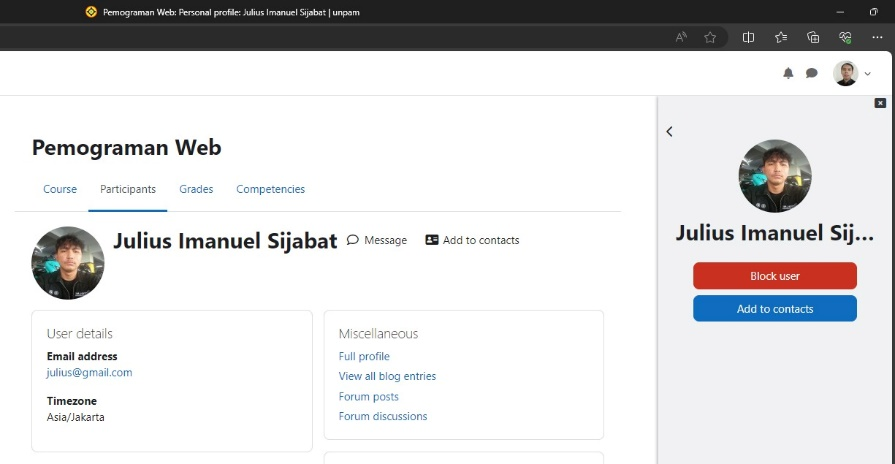 Pemograman Web: Personal profile: Julius Imanuel Sijabat | unpam
Pemograman Web
Course Participants Grades Competencies
Julius Imanuel Sijabat Message Add to contacts
User details
Email address
julius@gmail.com
Timezone
Asia/Jakarta
Miscellaneous
Full profile
View all blog entries
Forum posts
Forum discussions
Julius Imanuel Sij...
Block user
Add to contacts